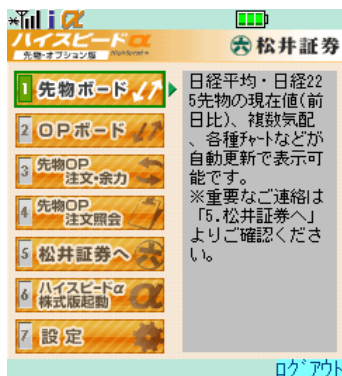 iα
ハイスピードα
先物・オプション版 HighSpeed-α
松井証券
1 先物ボード
2 OPボード
3 先物OP
注文・余力
4 先物OP
注文照会
5 松井証券へ
6 ハイスピードα
株式版起動
7 設定
日経平均・日経22
5先物の現在値(前
日比)、複数気配
、各種ﾁｬｰﾄなどが
自動更新で表示可
能です。
※重要なご連絡は
「5.松井証券へ」
よりご確認くださ
い。
ﾛｸﾞｱｳﾄ